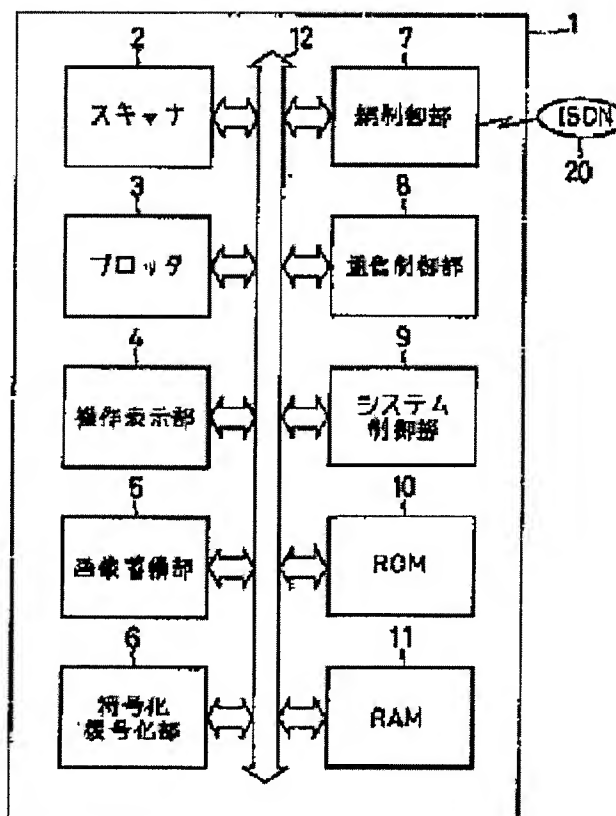 2
12
7
1
スキャナ
網制御部
ISDN
20
3
8
プロッタ
通信制御部
4
9
操作表示部
システム
制御部
5
10
画像蓄積部
ROM
6
11
符号化
復号化部
RAM